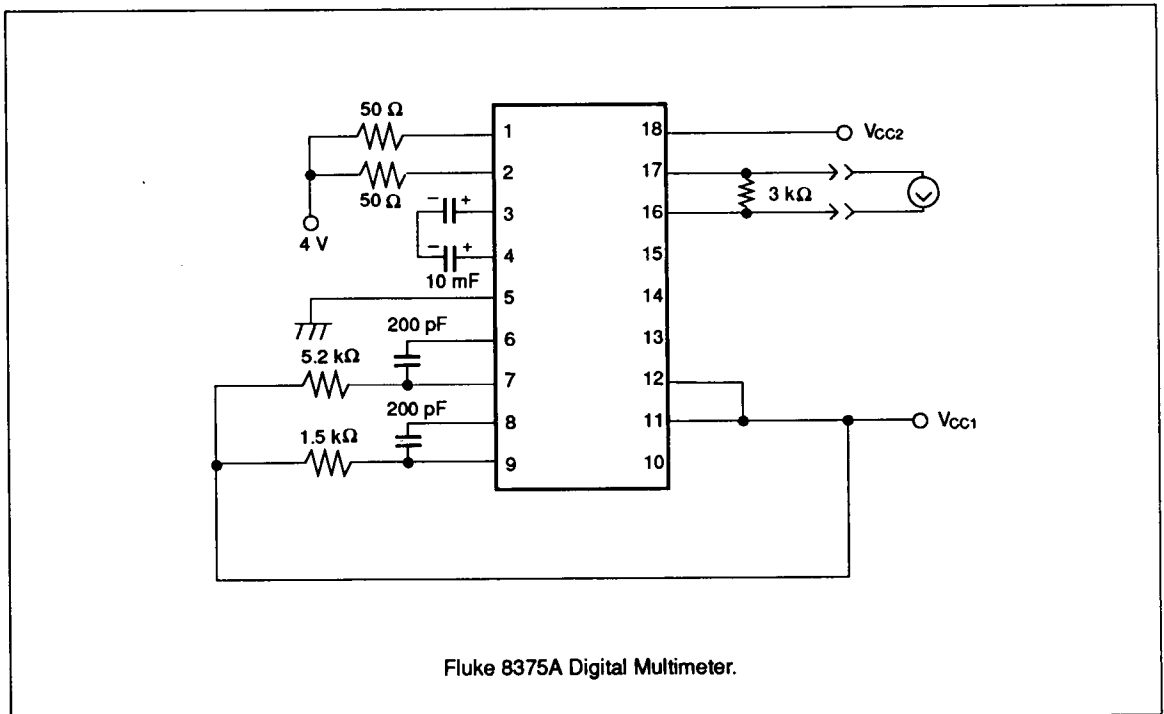 50 Ω
50 Ω
4 V
− +
− +
10 mF
200 pF
5.2 kΩ
200 pF
1.5 kΩ
1
2
3
4
5
6
7
8
9
18
17
16
15
14
13
12
11
10
VCC2
3 kΩ
VCC1
Fluke 8375A Digital Multimeter.